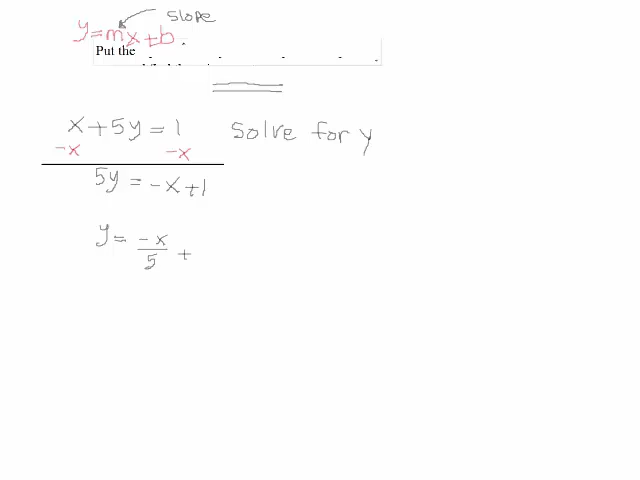 slope
y=mx+b
Put the
x+5y=1 Solve for y
-x -x
5y=-x+1
y= -x/5 +